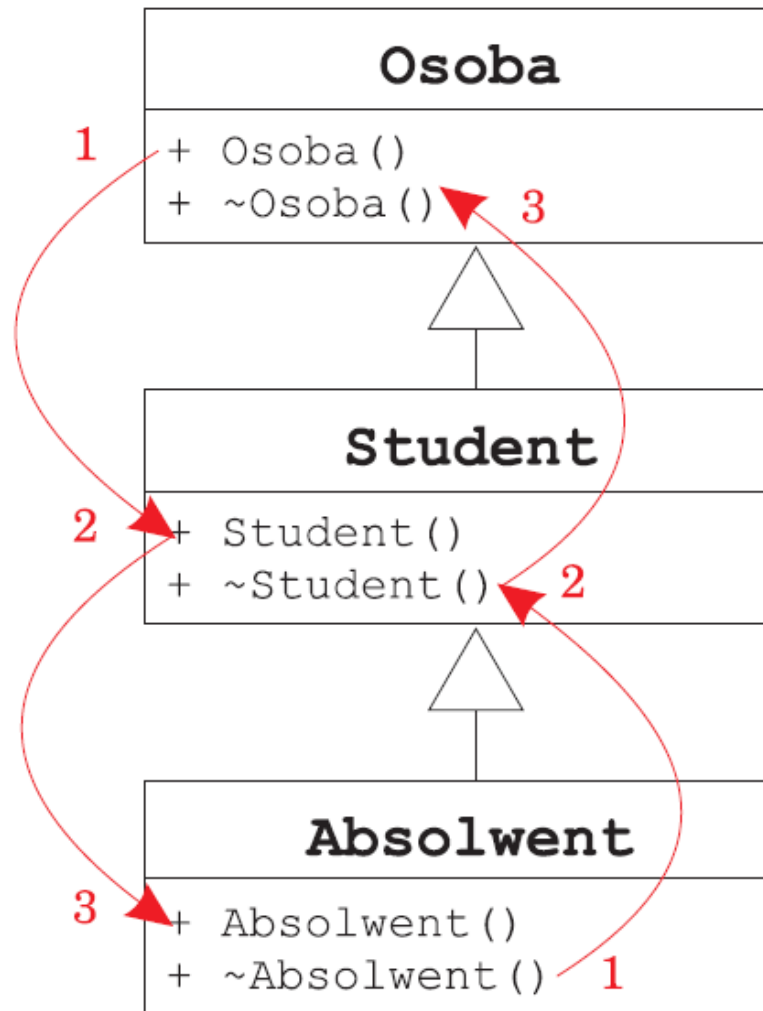 Osoba
1 + Osoba()
+ ~Osoba() 3
Student
2 + Student()
+ ~Student() 2
Absolwent
3 + Absolwent()
+ ~Absolwent() 1